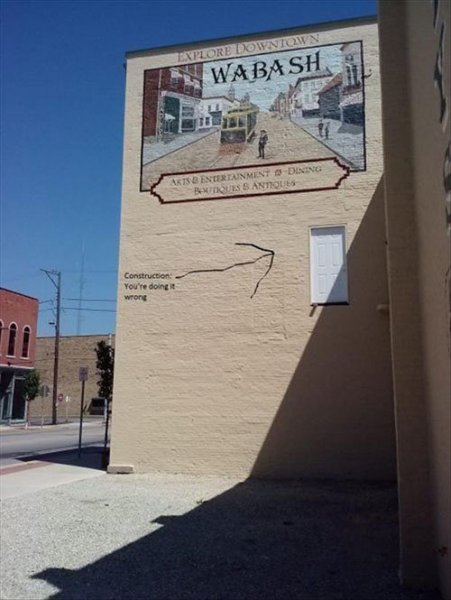 EXPLORE DOWNTOWN
WABASH
ARTS & ENTERTAINMENT & DINING
BOUTIQUES & ANTIQUES
Construction:
You're doing it
wrong